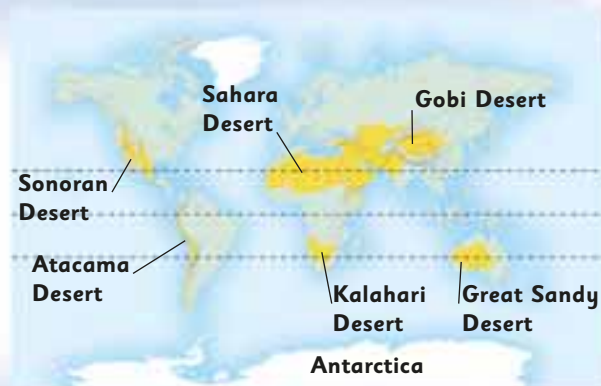 Sahara
Desert
Gobi Desert
Sonoran
Desert
Atacama
Desert
Kalahari
Desert
Great Sandy
Desert
Antarctica